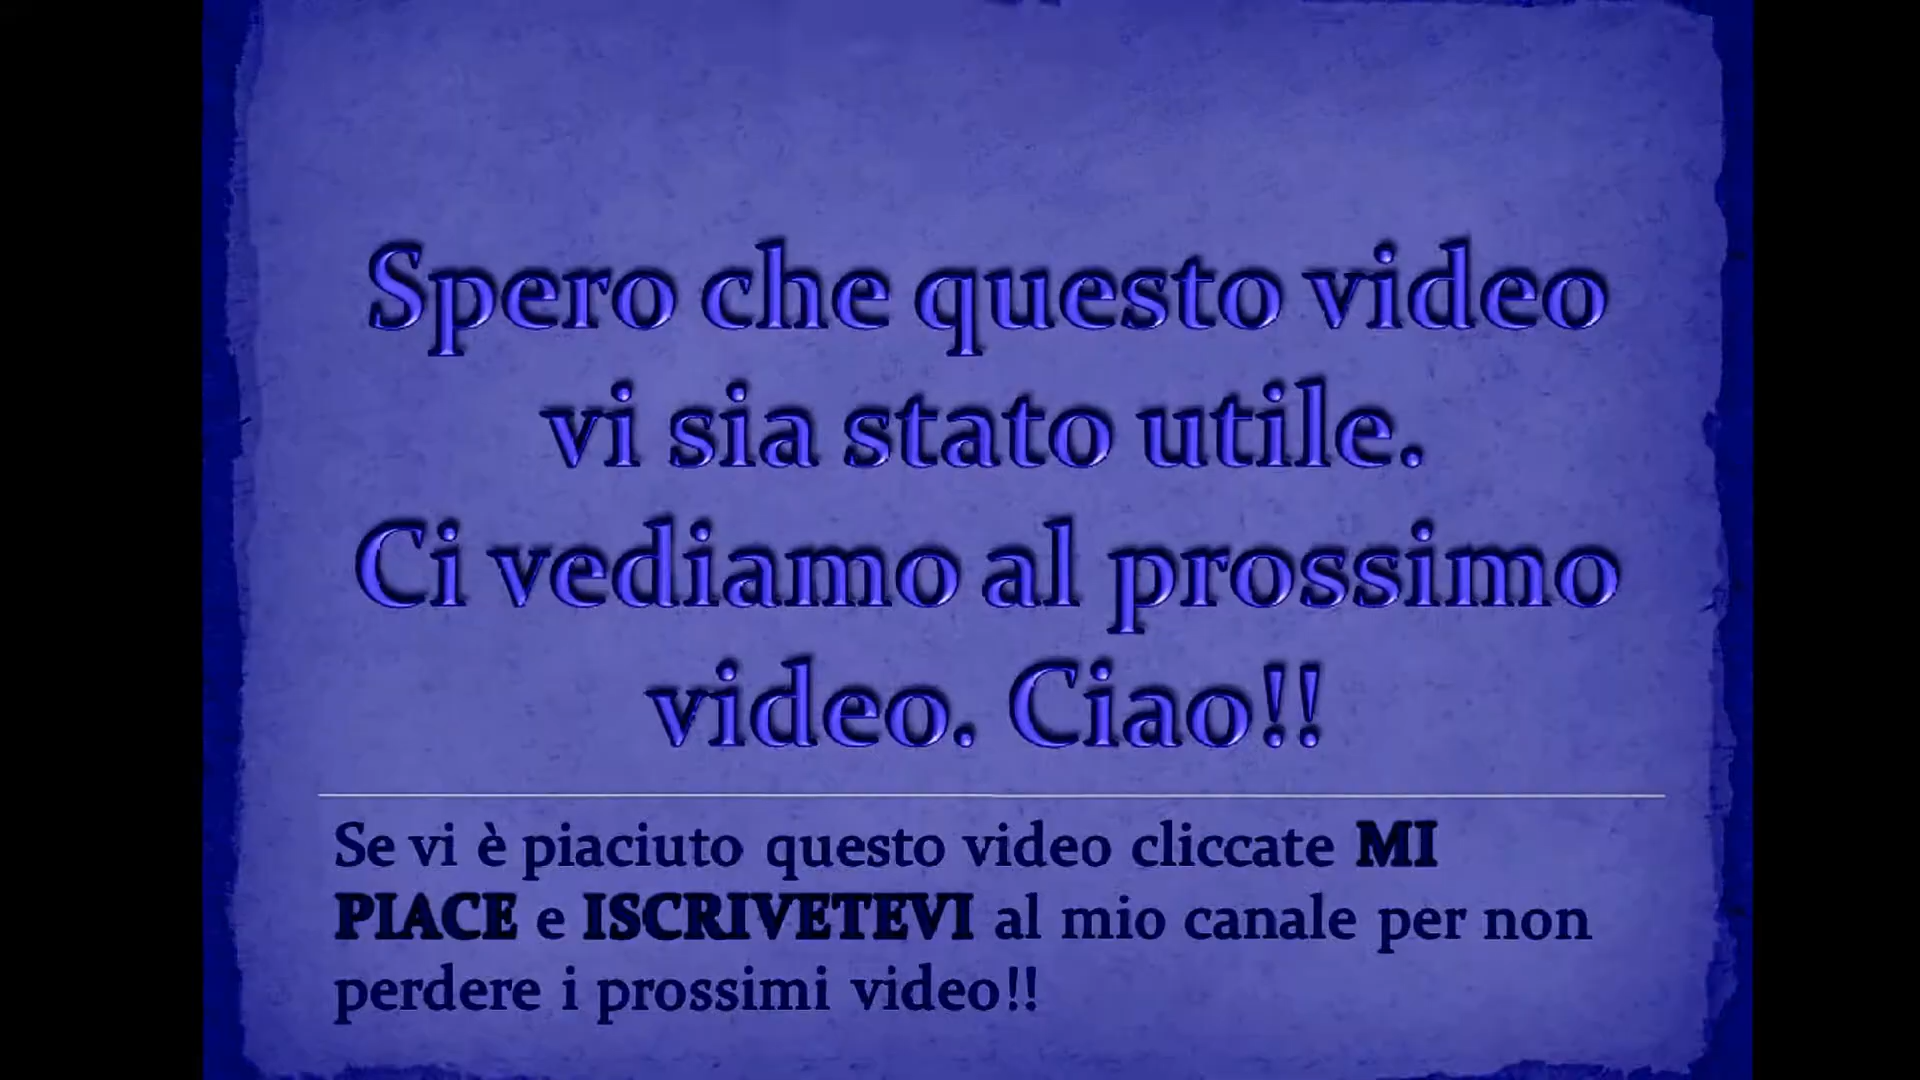 Spero che questo video
vi sia stato utile.
Ci vediamo al prossimo
video. Ciao!!
Se vi è piaciuto questo video cliccate MI
PIACE e ISCRIVETEVI al mio canale per non
perdere i prossimi video!!